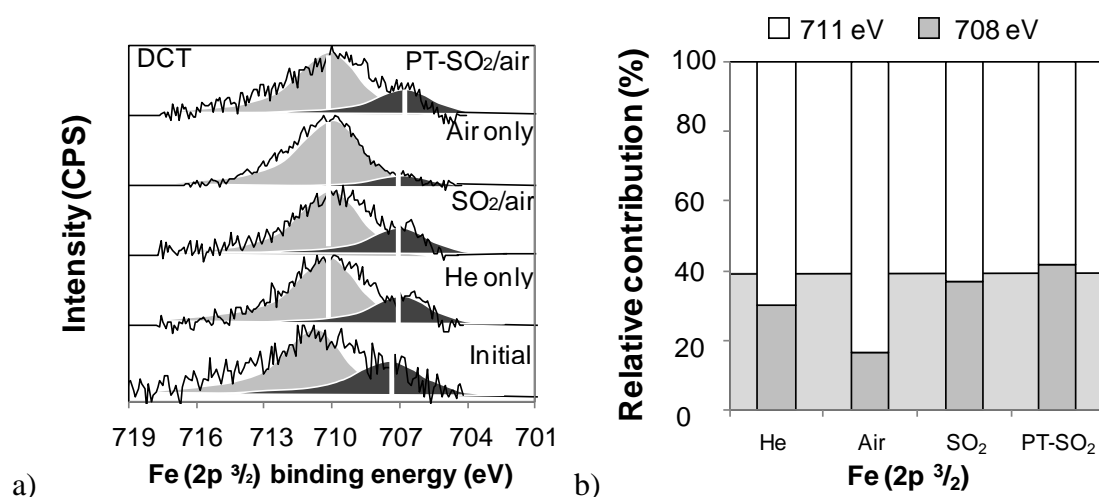 DCT
PT-SO₂/air
Air only
SO₂/air
He only
Initial
Intensity (CPS)
719 716 713 710 707 704 701
Fe (2p ³/₂) binding energy (eV)
a)
711 eV 708 eV
100
80
60
40
20
0
Relative contribution (%)
He Air SO₂ PT-SO₂
Fe (2p ³/₂)
b)